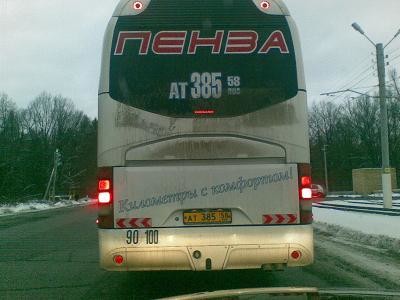 ПЕНЗА
АТ 385 58
RUS
Километры с комфортом!
АТ 385 58
90 100